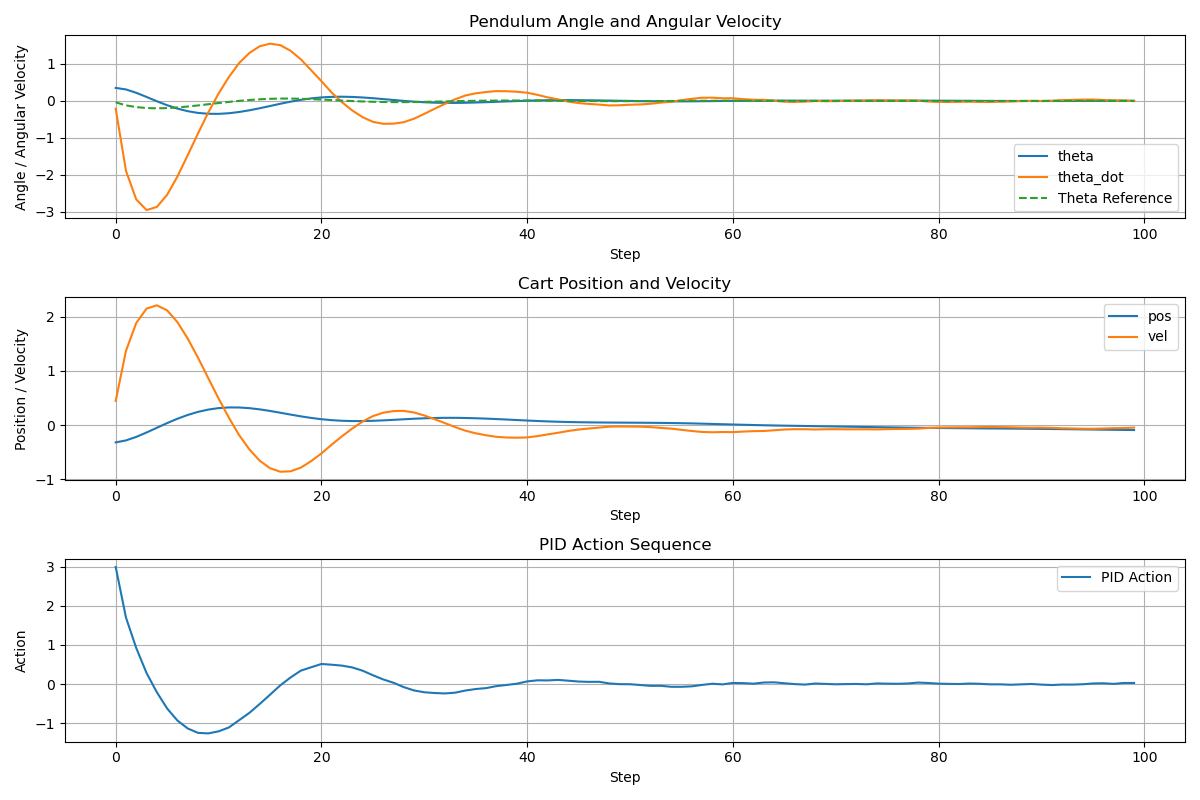 Pendulum Angle and Angular Velocity
Angle / Angular Velocity
1
0
−1
−2
−3
theta
theta_dot
Theta Reference
0 20 40 60 80 100
Step
Cart Position and Velocity
Position / Velocity
2
1
0
−1
pos
vel
0 20 40 60 80 100
Step
PID Action Sequence
Action
3
2
1
0
−1
PID Action
0 20 40 60 80 100
Step